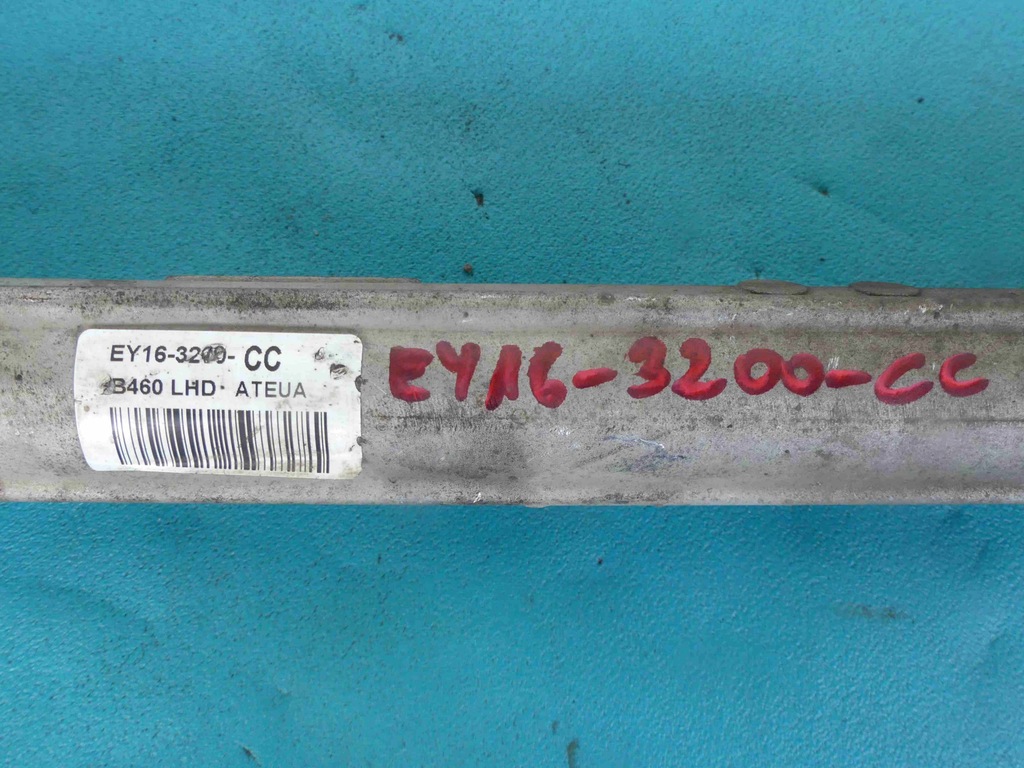 EY16-3200- CC
B460 LHD ATEUA
EY16-3200-CC